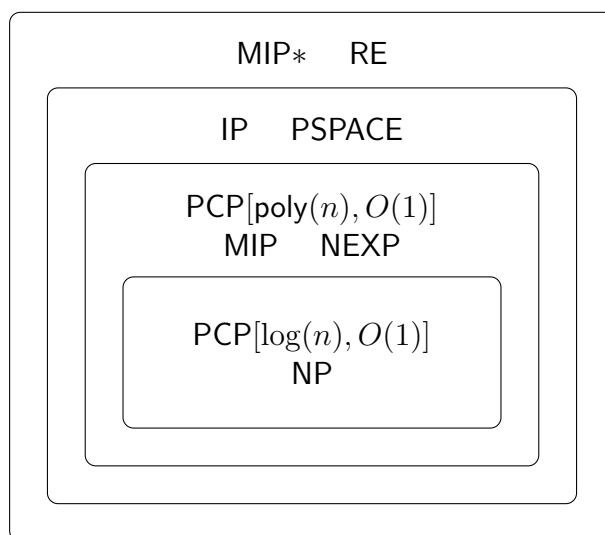 MIP∗ RE
IP PSPACE
PCP[poly(n), O(1)]
MIP NEXP
PCP[log(n), O(1)]
NP